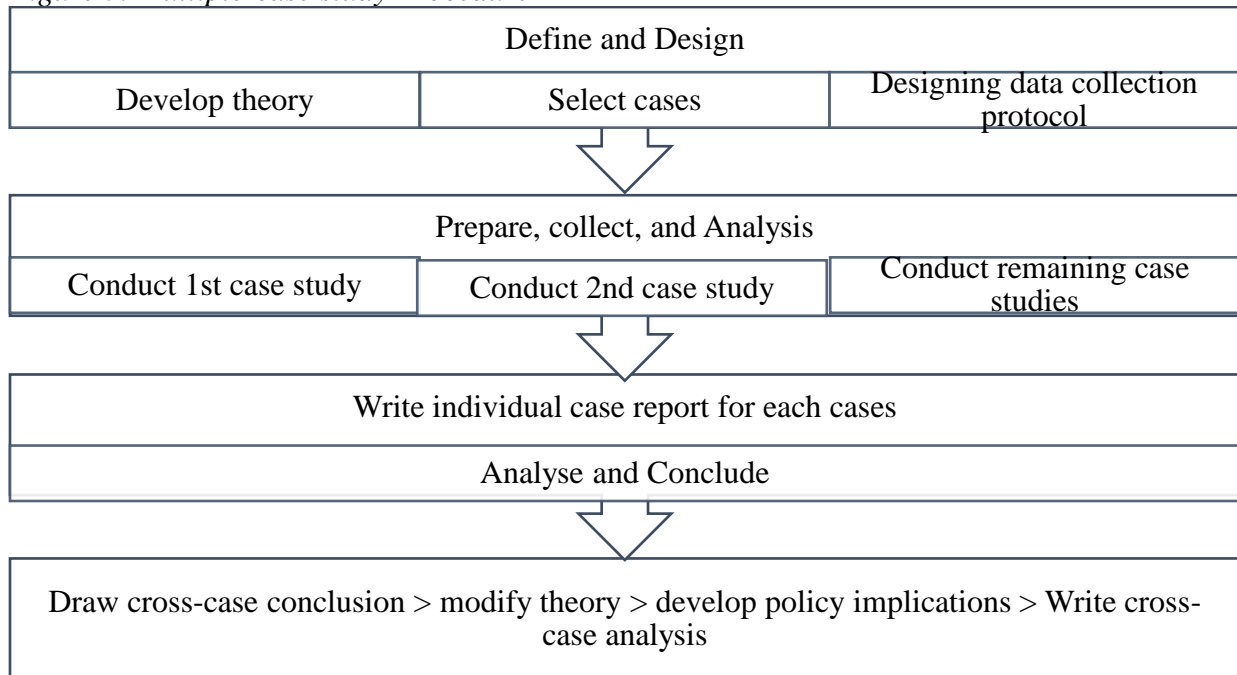 Define and Design
Develop theory
Select cases
Designing data collection
protocol
Prepare, collect, and Analysis
Conduct 1st case study
Conduct 2nd case study
Conduct remaining case
studies
Write individual case report for each cases
Analyse and Conclude
Draw cross-case conclusion > modify theory > develop policy implications > Write cross-
case analysis